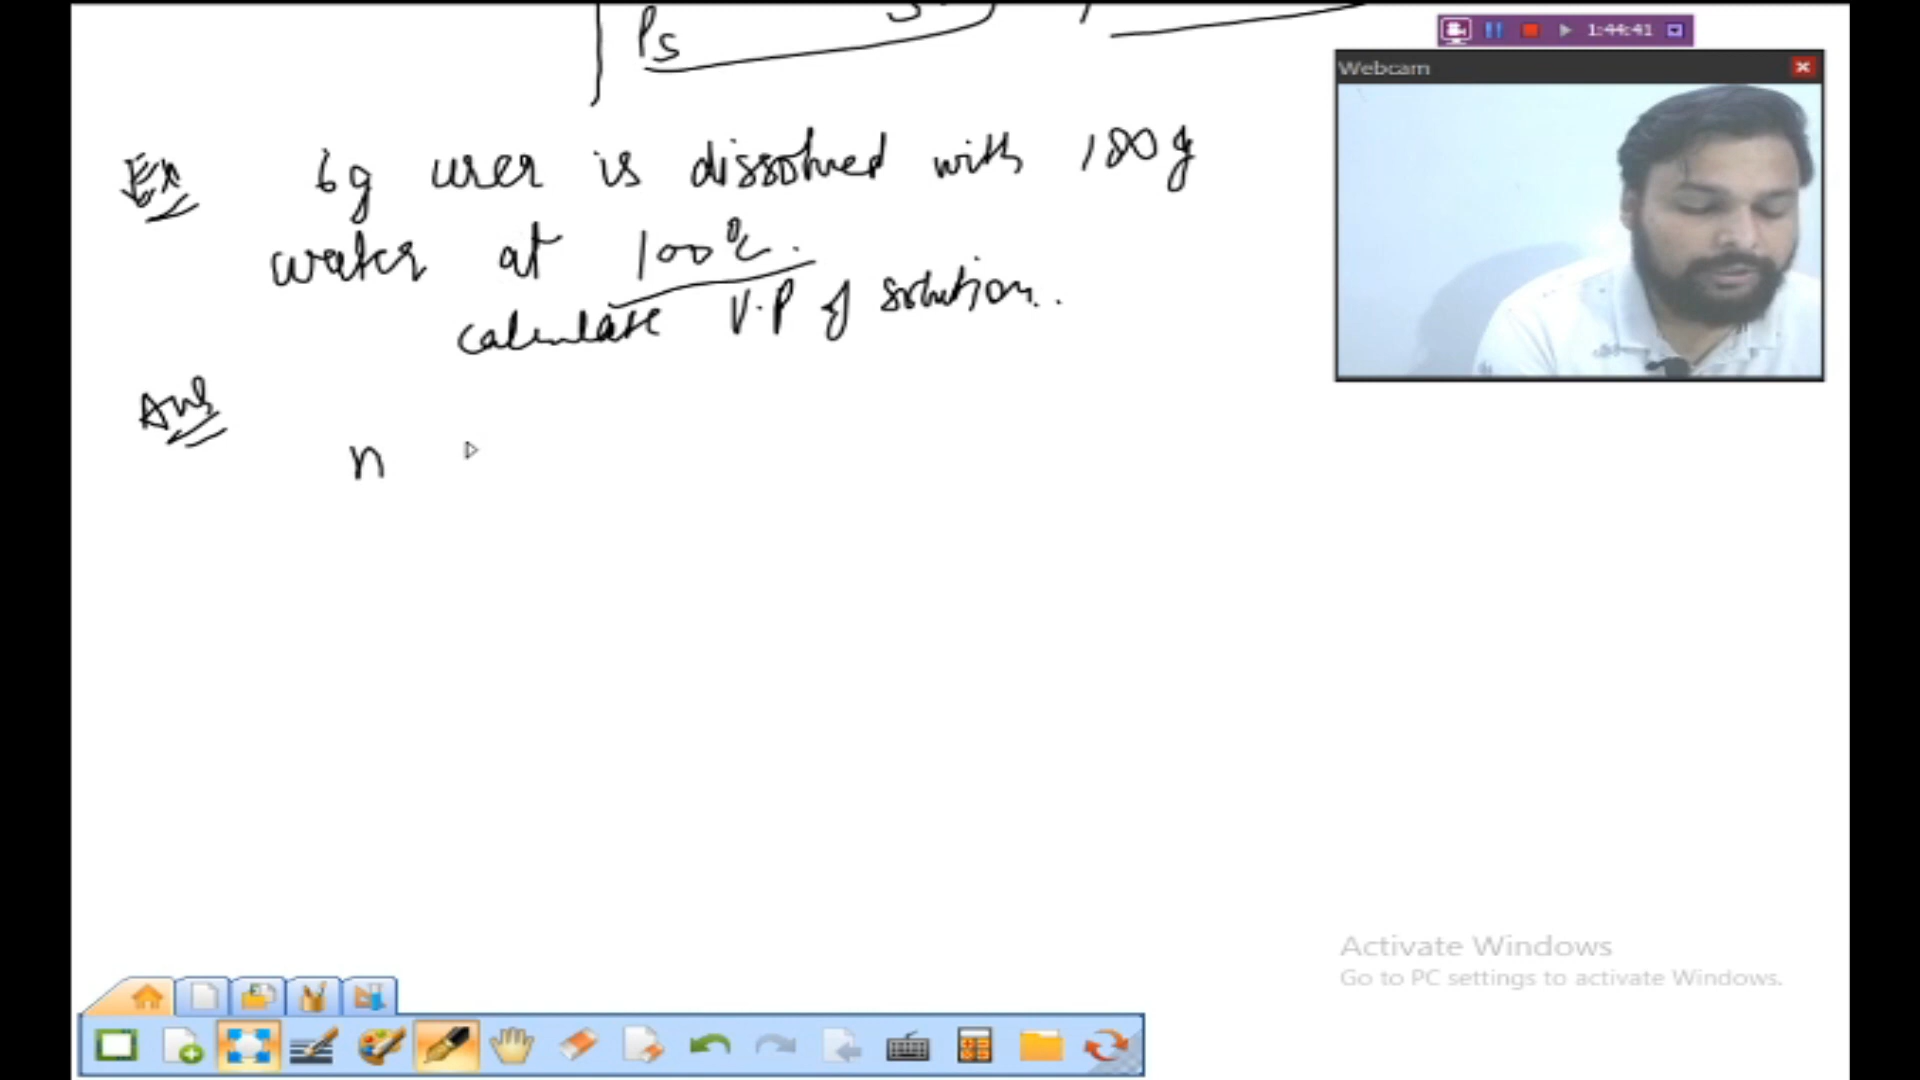 Ps
1:44:41
Webcam
Ex 6g urea is dissolved with 180g
water at 100°C.
calculate V.P of solution.
Ans
n
Activate Windows
Go to PC settings to activate Windows.